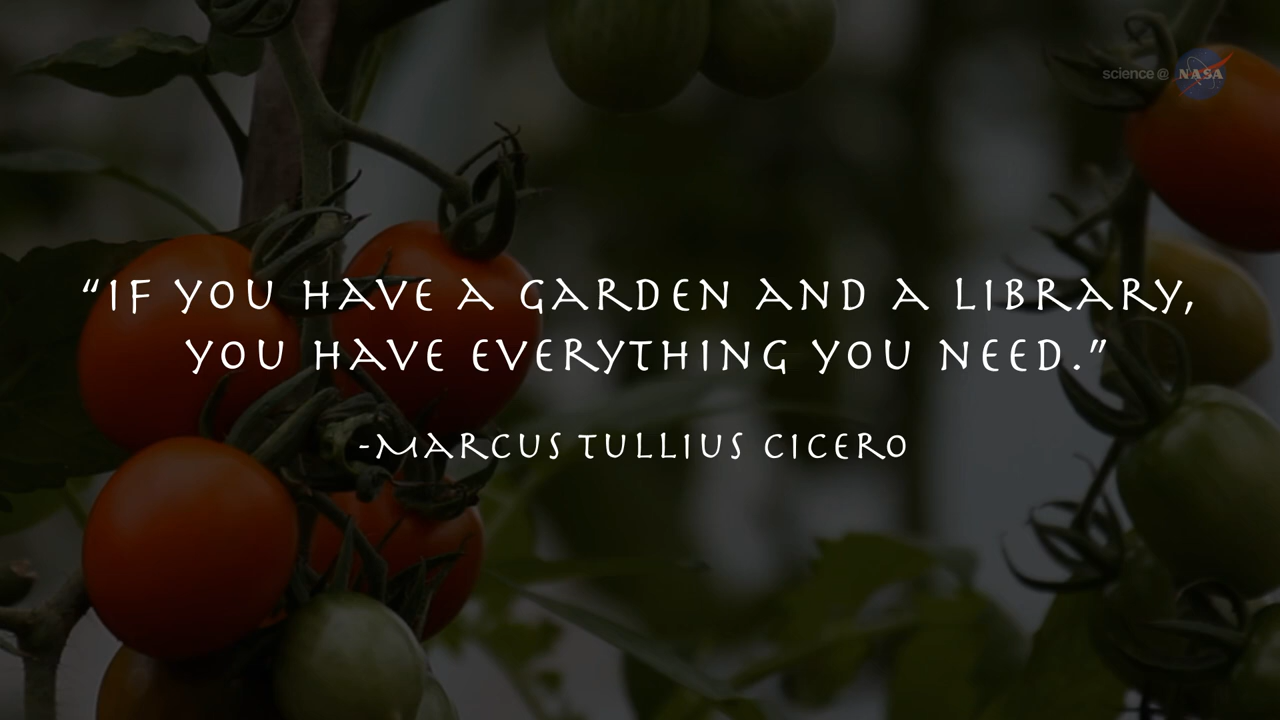 science@ NASA
“IF YOU HAVE A GARDEN AND A LIBRARY,
YOU HAVE EVERYTHING YOU NEED.”
-MARCUS TULLIUS CICERO